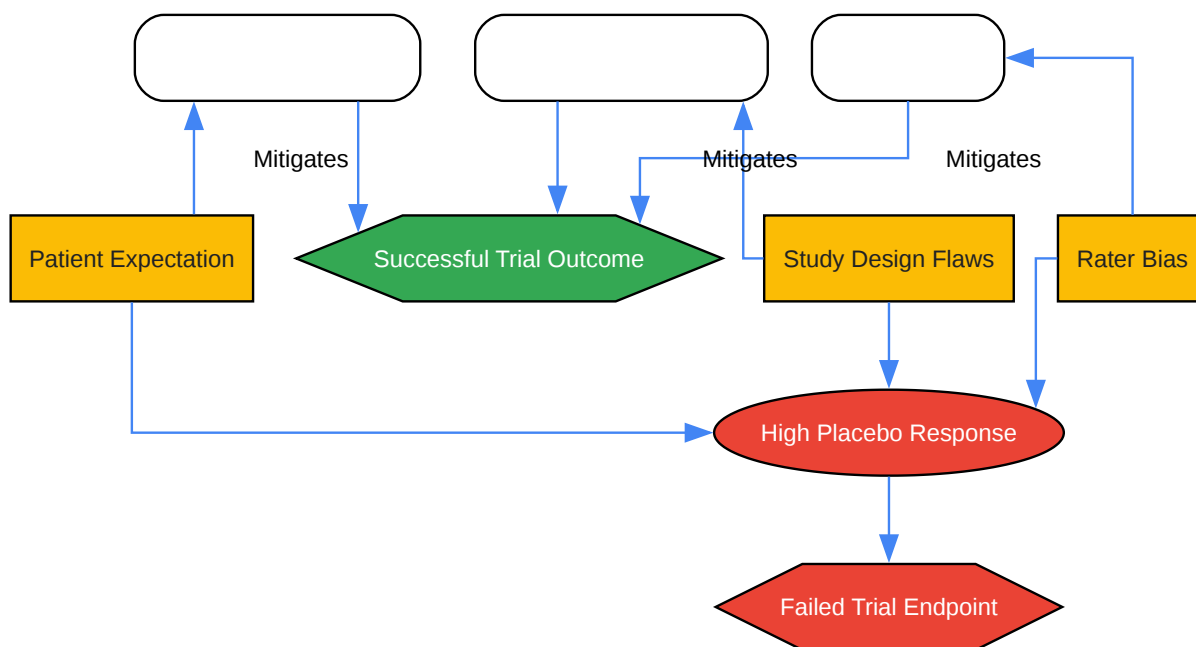 Mitigates
Mitigates
Mitigates
Patient Expectation
Successful Trial Outcome
Study Design Flaws
Rater Bias
High Placebo Response
Failed Trial Endpoint